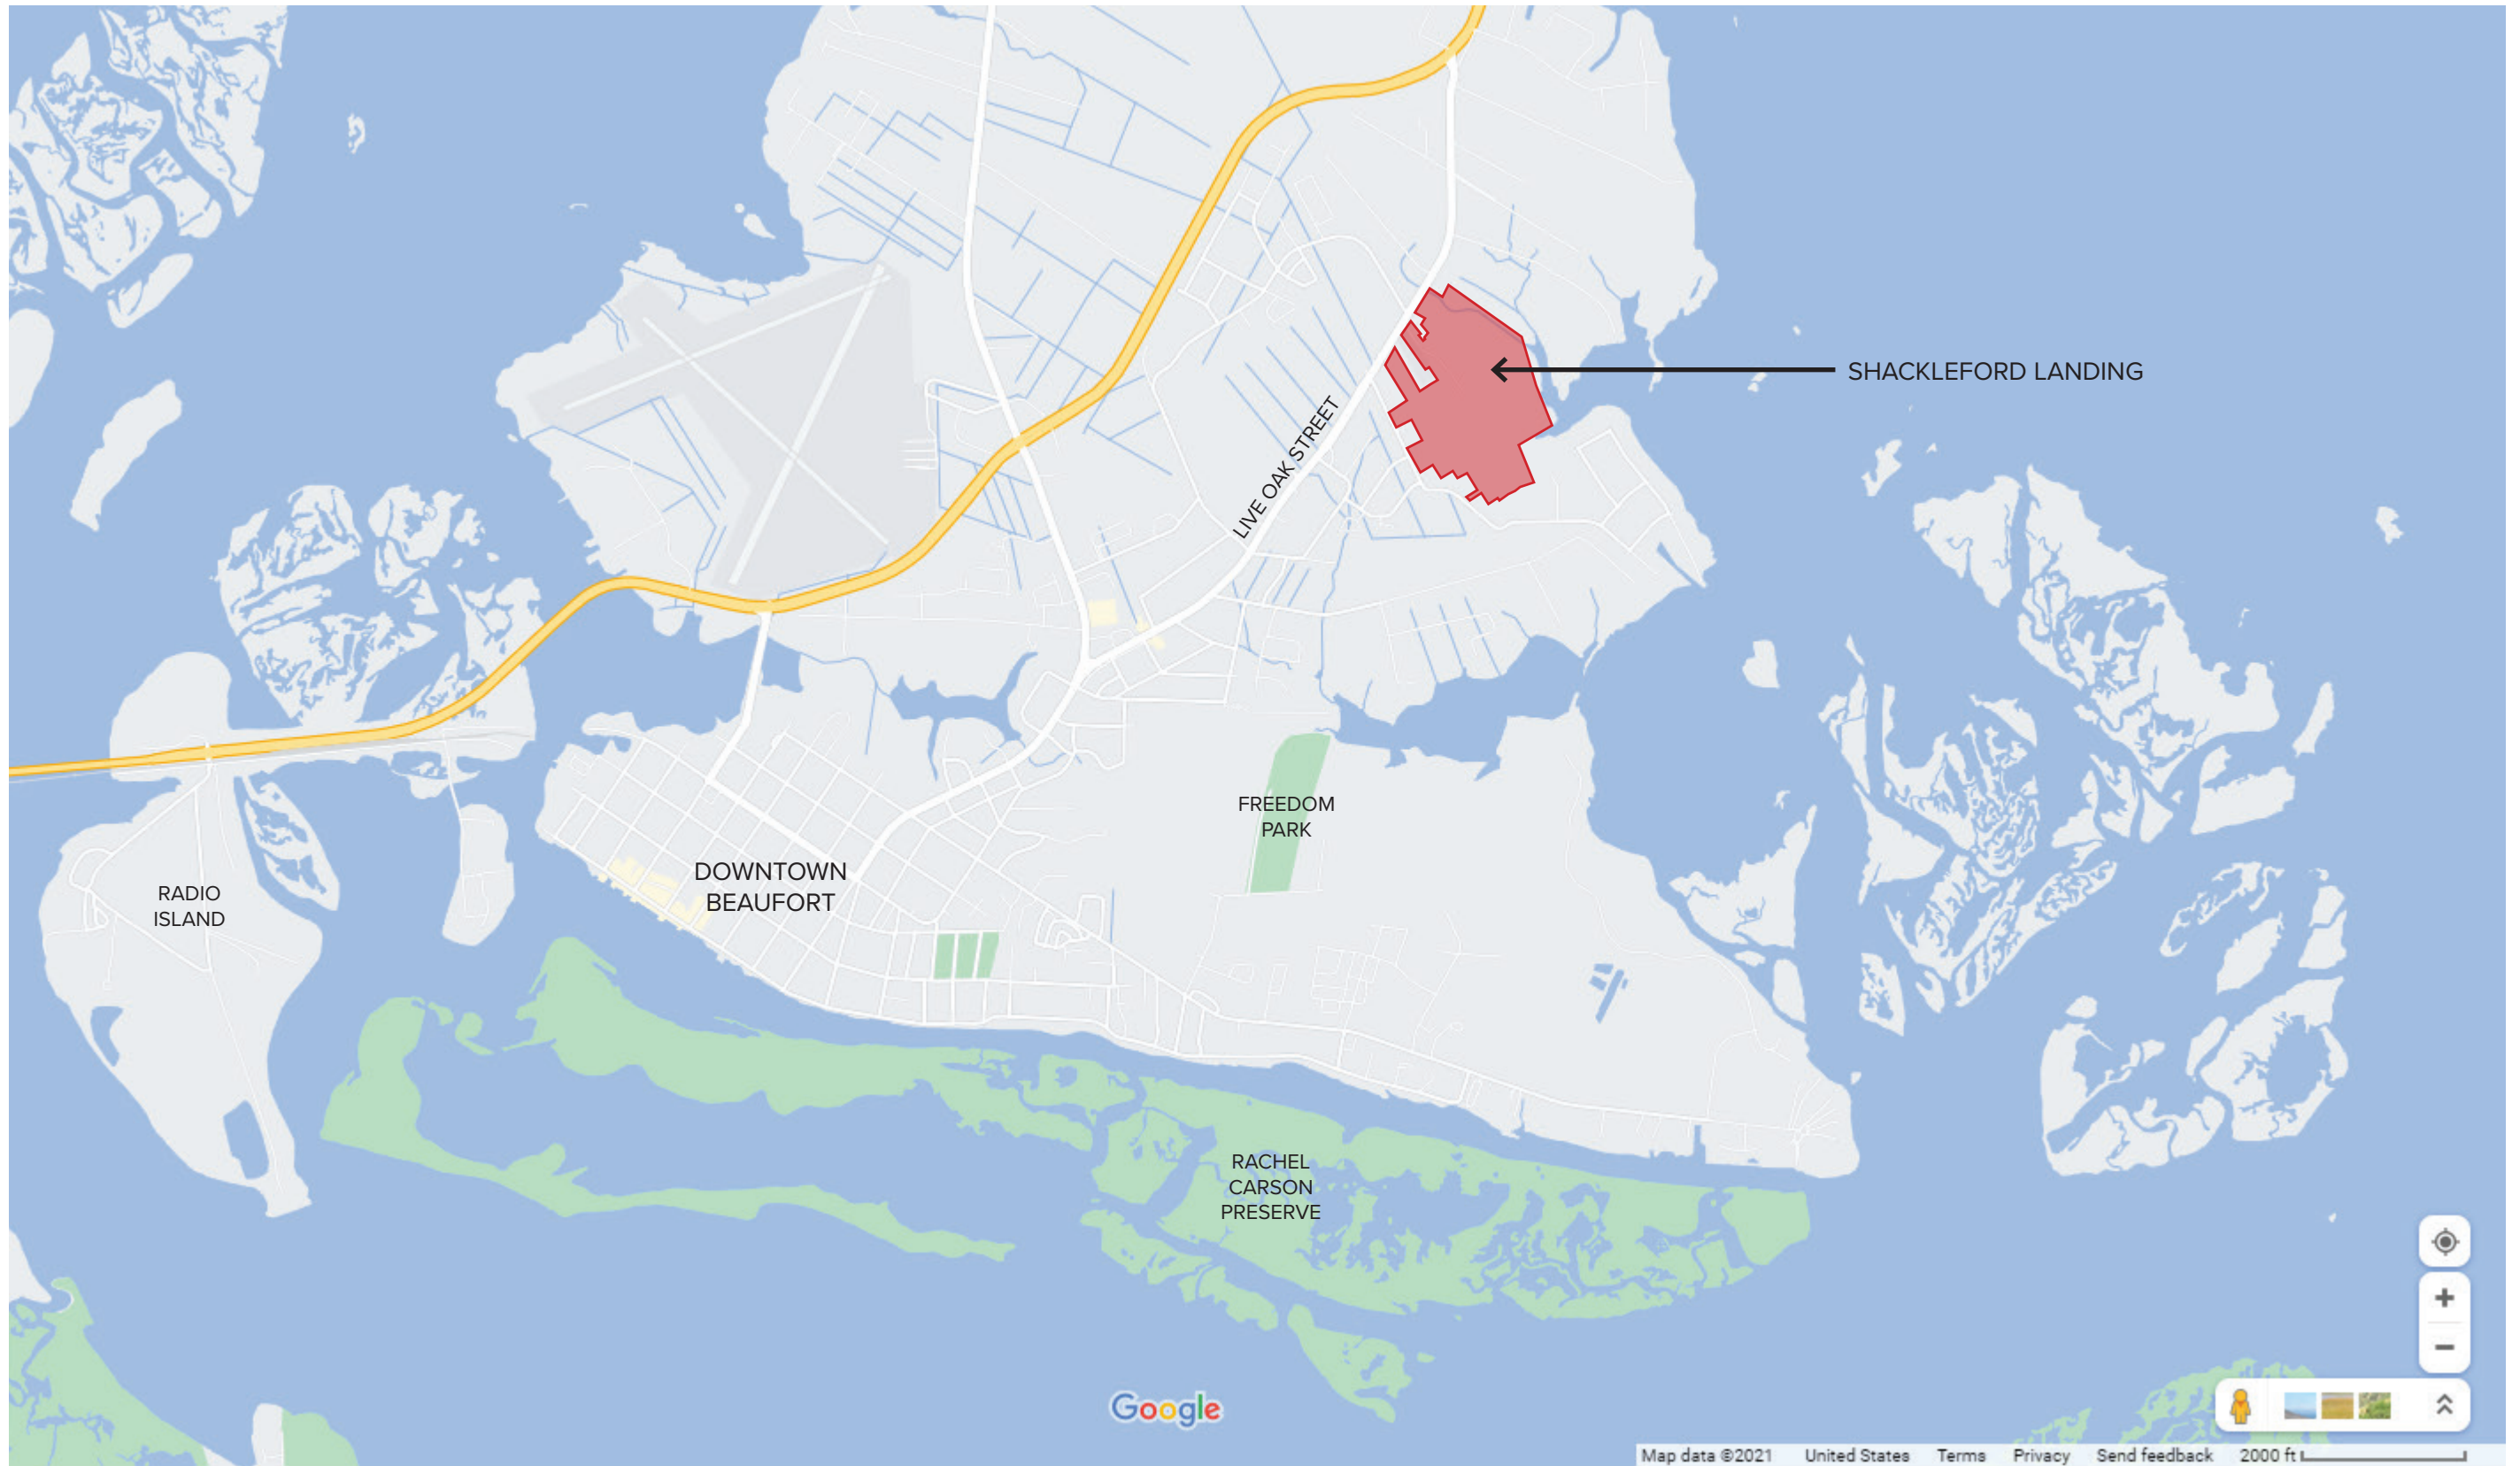 SHACKLEFORD LANDING
LIVE OAK STREET
FREEDOM
PARK
DOWNTOWN
BEAUFORT
RADIO
ISLAND
RACHEL
CARSON
PRESERVE
Google
Map data ©2021 United States Terms Privacy Send feedback 2000 ft